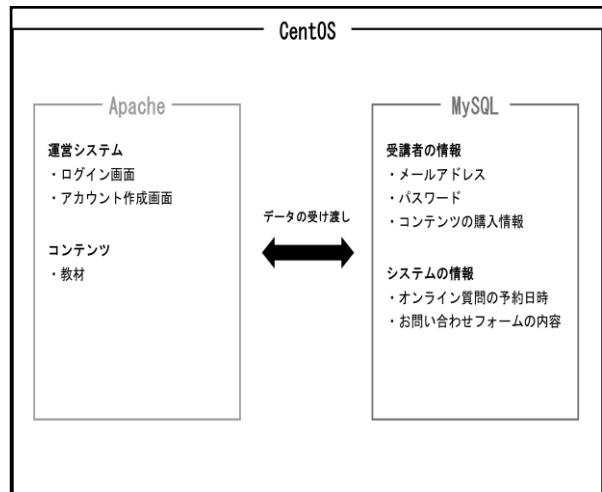 CentOS
Apache
運営システム
・ログイン画面
・アカウント作成画面
コンテンツ
・教材
データの受け渡し
MySQL
受講者の情報
・メールアドレス
・パスワード
・コンテンツの購入情報
システムの情報
・オンライン質問の予約日時
・お問い合わせフォームの内容